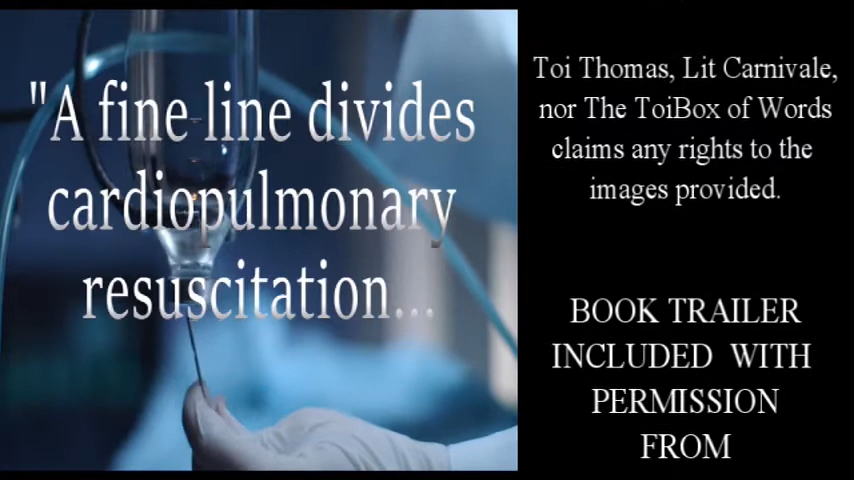 "A fine line divides
cardiopulmonary
resuscitation...
Toi Thomas, Lit Carnivale,
nor The ToiBox of Words
claims any rights to the
images provided.
BOOK TRAILER
INCLUDED WITH
PERMISSION
FROM